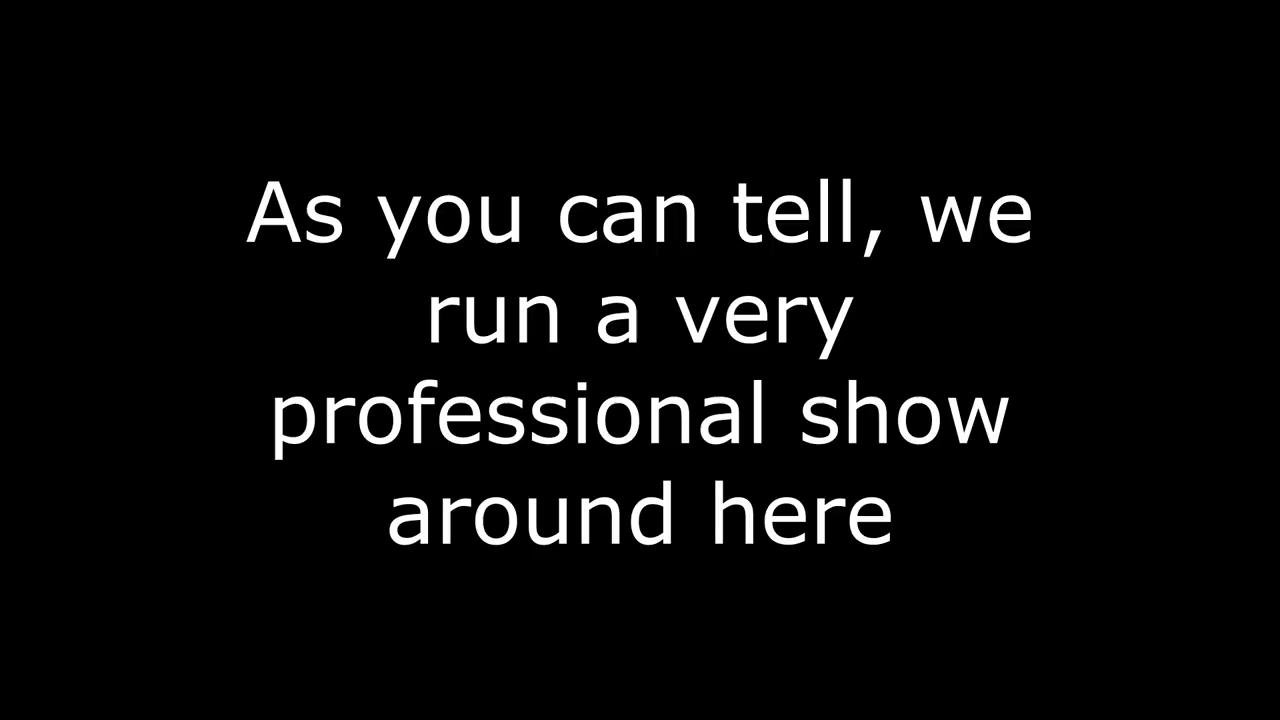 As you can tell, we
run a very
professional show
around here